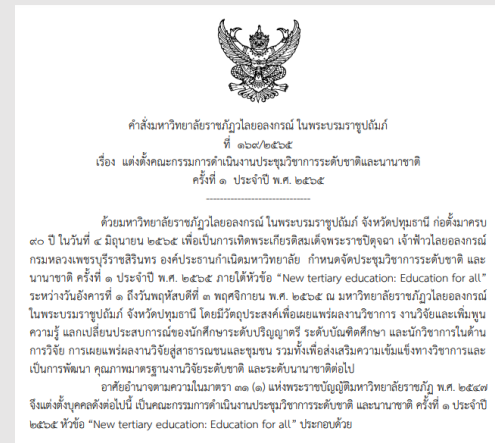 คำสั่งมหาวิทยาลัยราชภัฏวไลยอลงกรณ์ ในพระบรมราชูปถัมภ์
ที่ ๑๖๙/๒๕๖๕
เรื่อง แต่งตั้งคณะกรรมการดำเนินงานประชุมวิชาการระดับชาติและนานาชาติ
ครั้งที่ ๑ ประจำปี พ.ศ. ๒๕๖๕
------------------------------
ด้วยมหาวิทยาลัยราชภัฏวไลยอลงกรณ์ ในพระบรมราชูปถัมภ์ จังหวัดปทุมธานี ก่อตั้งมาครบ
๙๐ ปี ในวันที่ ๔ มิถุนายน ๒๕๖๕ เพื่อเป็นการเทิดพระเกียรติสมเด็จพระราชปิตุจฉา เจ้าฟ้าวไลยอลงกรณ์
กรมหลวงเพชรบุรีราชสิรินทร องค์ประธานกำเนิดมหาวิทยาลัย กำหนดจัดประชุมวิชาการระดับชาติ และ
นานาชาติ ครั้งที่ ๑ ประจำปี พ.ศ. ๒๕๖๕ ภายใต้หัวข้อ “New tertiary education: Education for all”
ระหว่างวันอังคารที่ ๑ ถึงวันพฤหัสบดีที่ ๓ พฤศจิกายน พ.ศ. ๒๕๖๕ ณ มหาวิทยาลัยราชภัฏวไลยอลงกรณ์
ในพระบรมราชูปถัมภ์ จังหวัดปทุมธานี โดยมีวัตถุประสงค์เพื่อเผยแพร่ผลงานวิชาการ งานวิจัยและเพิ่มพูน
ความรู้ แลกเปลี่ยนประสบการณ์ของนักศึกษาระดับปริญญาตรี ระดับบัณฑิตศึกษา และนักวิชาการในด้าน
การวิจัย การเผยแพร่ผลงานวิจัยสู่สาธารณชนและชุมชน รวมทั้งเพื่อส่งเสริมความเข้มแข็งทางวิชาการและ
เป็นการพัฒนา คุณภาพมาตรฐานงานวิจัยระดับชาติ และระดับนานาชาติต่อไป
อาศัยอำนาจตามความในมาตรา ๓๑ (๑) แห่งพระราชบัญญัติมหาวิทยาลัยราชภัฏ พ.ศ. ๒๕๔๗
จึงแต่งตั้งบุคคลดังต่อไปนี้ เป็นคณะกรรมการดำเนินงานประชุมวิชาการระดับชาติ และนานาชาติ ครั้งที่ ๑ ประจำปี
๒๕๖๕ หัวข้อ “New tertiary education: Education for all” ประกอบด้วย